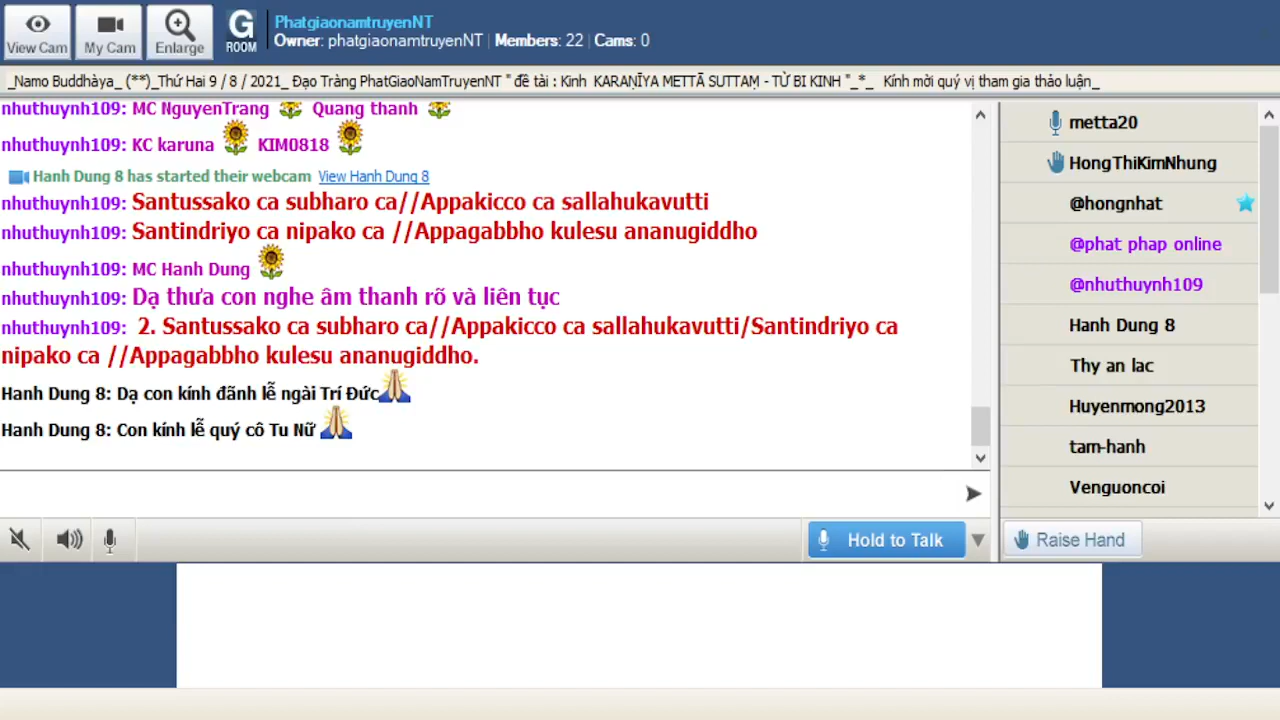 View Cam
My Cam
Enlarge
G
ROOM
PhatgiaonamtruyenNT
Owner: phatgiaonamtruyenNT | Members: 22 | Cams: 0
_Namo Buddhàya_ (**)_Thứ Hai 9 / 8 / 2021_ Đạo Tràng PhatGiaoNamTruyenNT " đề tài : Kinh KARAṆĪYA METTĀ SUTTAṂ - TỪ BI KINH "_*_ Kính mời quý vị tham gia thảo luận_
nhuthuynh109: MC NguyenTrang Quang thanh
nhuthuynh109: KC karuna KIM0818
Hanh Dung 8 has started their webcam View Hanh Dung 8
nhuthuynh109: Santussako ca subharo ca//Appakicco ca sallahukavutti
nhuthuynh109: Santindriyo ca nipako ca //Appagabbho kulesu ananugiddho
nhuthuynh109: MC Hanh Dung
nhuthuynh109: Dạ thưa con nghe âm thanh rõ và liên tục
nhuthuynh109: 2. Santussako ca subharo ca//Appakicco ca sallahukavutti/Santindriyo ca
nipako ca //Appagabbho kulesu ananugiddho.
Hanh Dung 8: Dạ con kính đãnh lễ ngài Trí Đức
Hanh Dung 8: Con kính lễ quý cô Tu Nữ
metta20
HongThiKimNhung
@hongnhat
@phat phap online
@nhuthuynh109
Hanh Dung 8
Thy an lac
Huyenmong2013
tam-hanh
Venguoncoi
Hold to Talk
Raise Hand